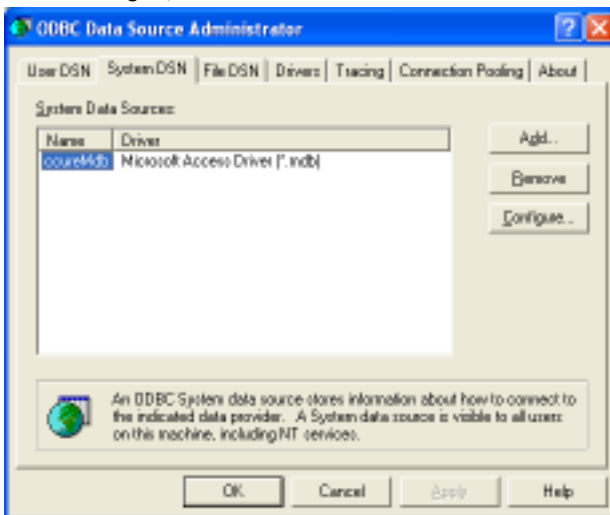 ODBC Data Source Administrator
User DSN System DSN File DSN Drivers Tracing Connection Pooling About
System Data Sources:
Name Driver
Microsoft Access Driver (*.mdb)
Add...
Remove
Configure...
An ODBC System data source stores information about how to connect to
the indicated data provider. A System data source is visible to all users
on this machine, including NT services.
OK Cancel Apply Help